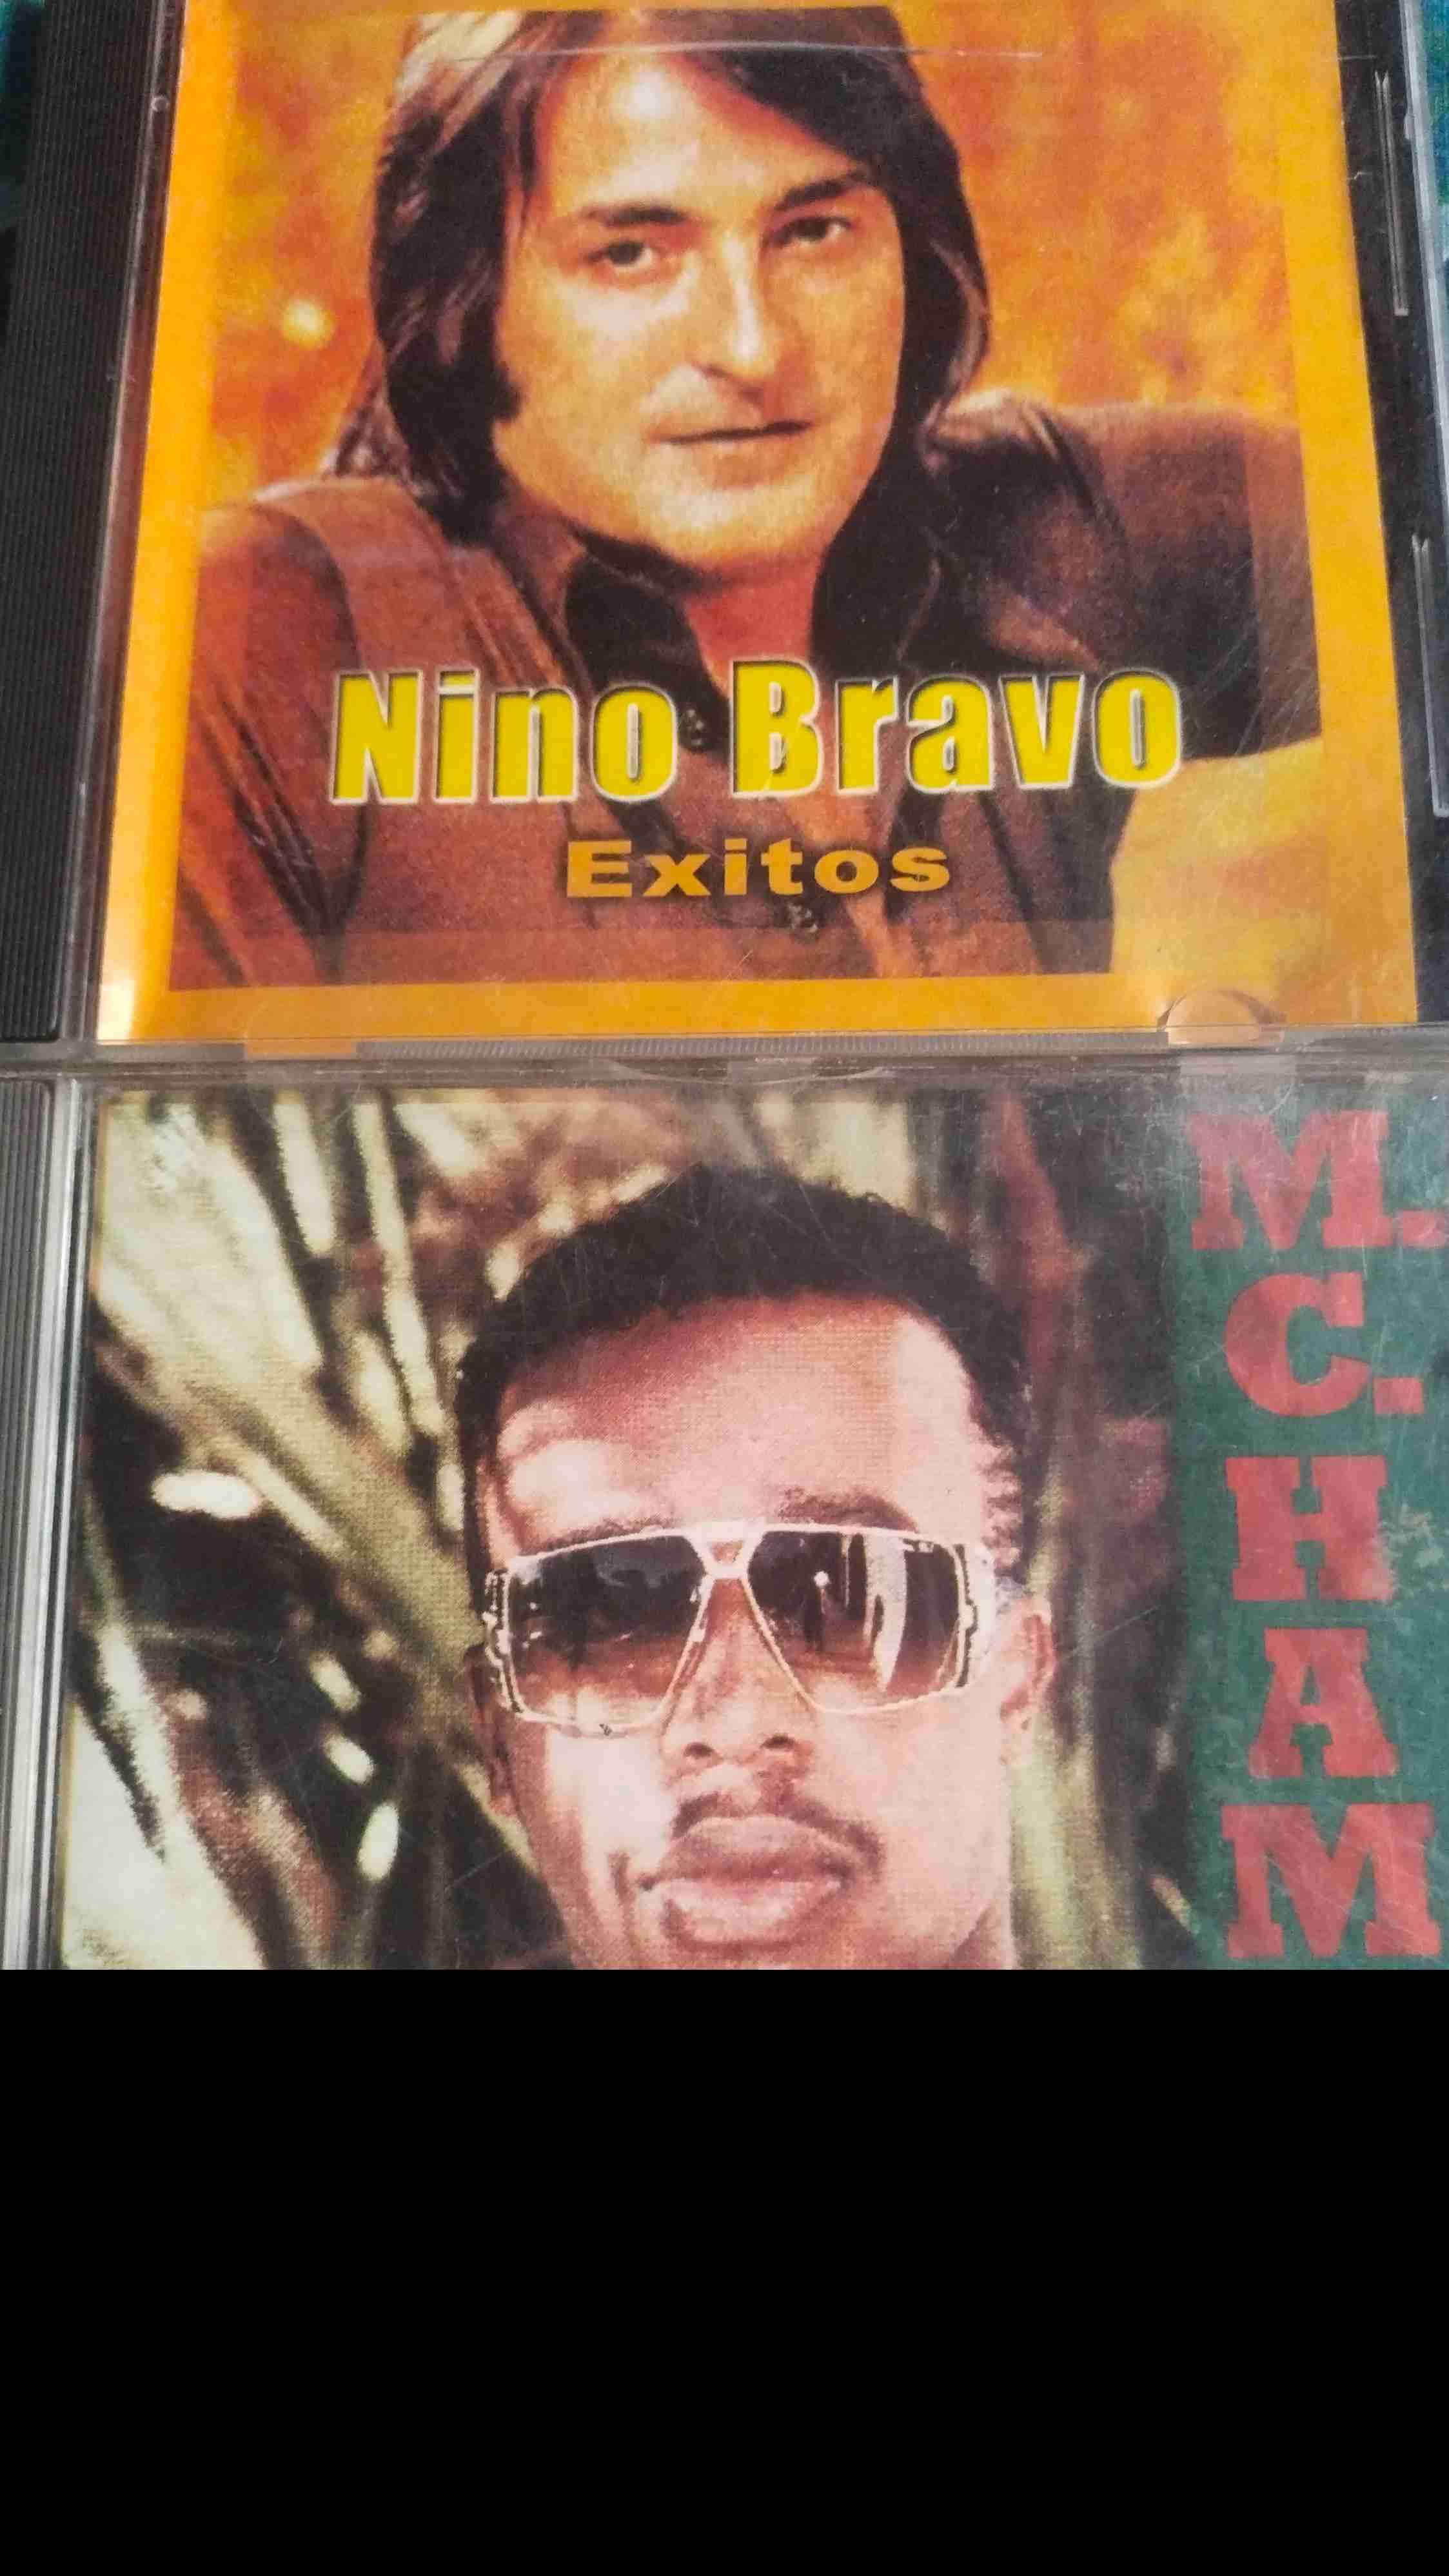 Nino Bravo
Exitos
M.
C.
H
A
M